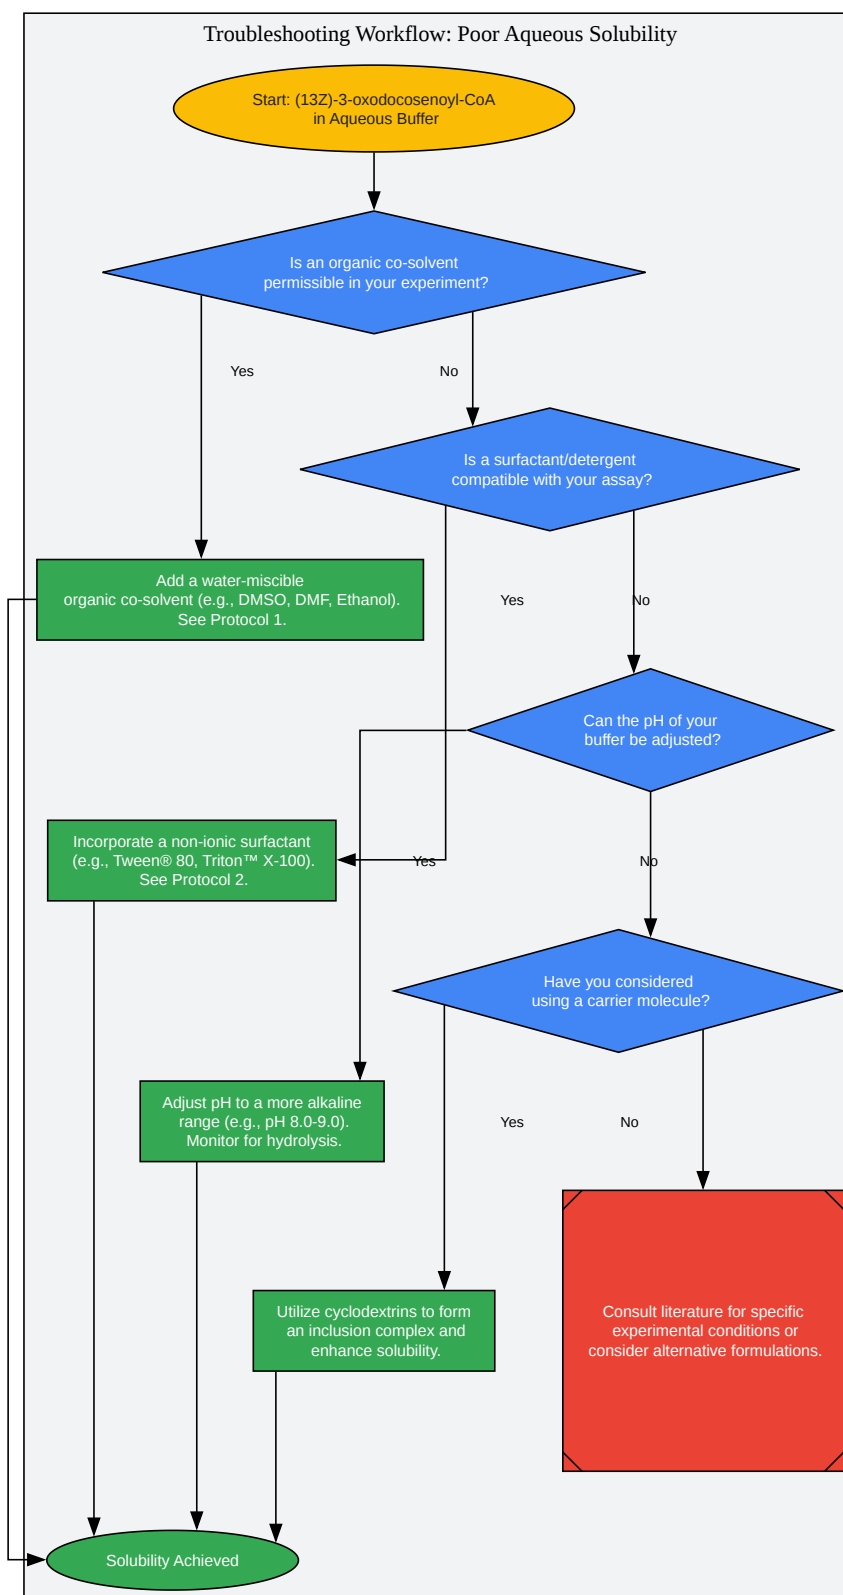 Troubleshooting Workflow: Poor Aqueous Solubility
Start: (13Z)-3-oxodocosenoyl-CoA
in Aqueous Buffer
Is an organic co-solvent
permissible in your experiment?
Yes
No
Is a surfactant/detergent
compatible with your assay?
Add a water-miscible
organic co-solvent (e.g., DMSO, DMF, Ethanol).
See Protocol 1.
Yes
No
Can the pH of your
buffer be adjusted?
Incorporate a non-ionic surfactant
(e.g., Tween® 80, Triton™ X-100).
See Protocol 2.
Yes
No
Have you considered
using a carrier molecule?
Adjust pH to a more alkaline
range (e.g., pH 8.0-9.0).
Monitor for hydrolysis.
Yes
No
Utilize cyclodextrins to form
an inclusion complex and
enhance solubility.
Consult literature for specific
experimental conditions or
consider alternative formulations.
Solubility Achieved